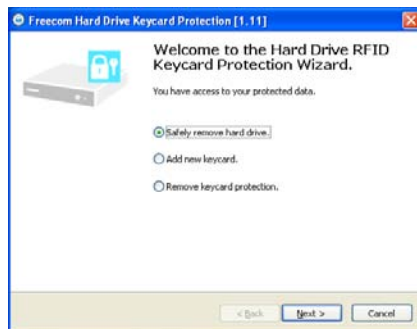 Freecom Hard Drive Keycard Protection [1.11]
Welcome to the Hard Drive RFID
Keycard Protection Wizard.
You have access to your protected data.
Safely remove hard drive.
Add new keycard.
Remove keycard protection.
< Back
Next >
Cancel